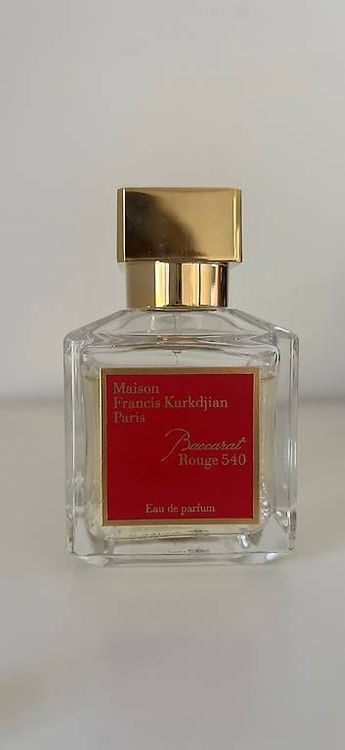 Maison
Francis Kurkdjian
Paris
Baccarat
Rouge 540
Eau de parfum